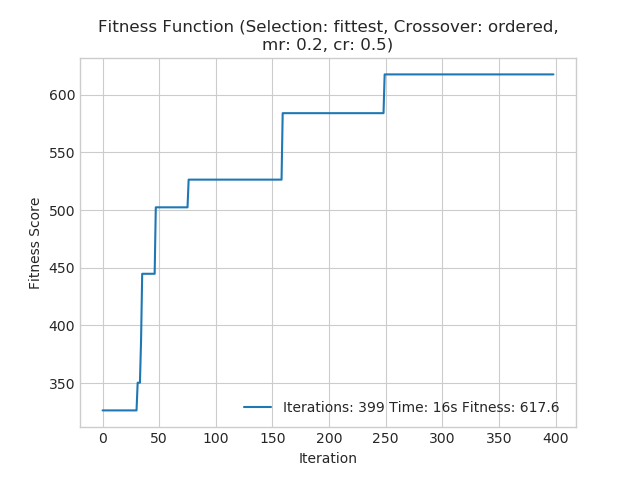 Fitness Function (Selection: fittest, Crossover: ordered,
mr: 0.2, cr: 0.5)
Fitness Score
600
550
500
450
400
350
Iterations: 399 Time: 16s Fitness: 617.6
0 50 100 150 200 250 300 350 400
Iteration